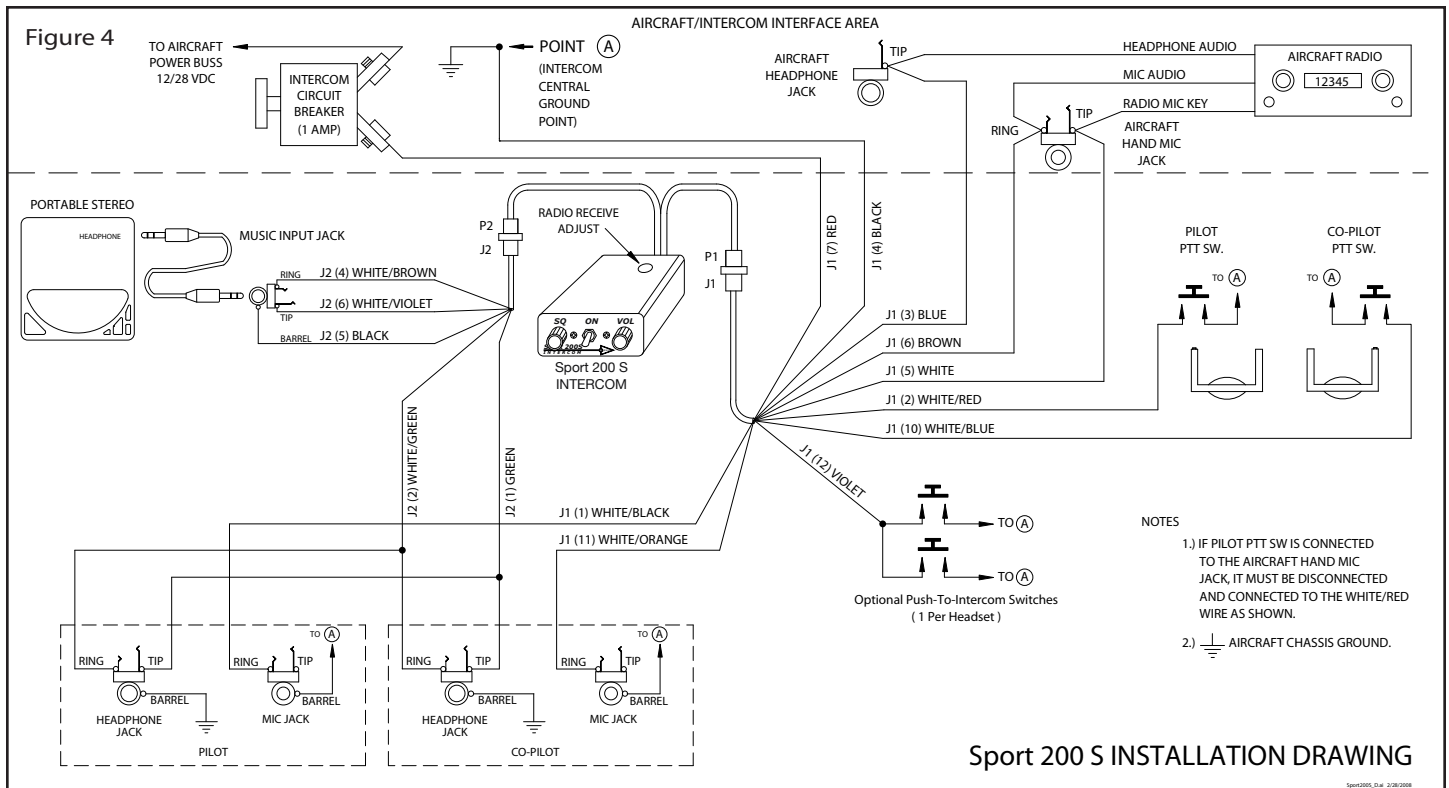 Figure 4
AIRCRAFT/INTERCOM INTERFACE AREA
TO AIRCRAFT
POWER BUSS
12/28 VDC
INTERCOM
CIRCUIT
BREAKER
(1 AMP)
POINT A
(INTERCOM
CENTRAL
GROUND
POINT)
AIRCRAFT
HEADPHONE
JACK
TIP
HEADPHONE AUDIO
MIC AUDIO
RADIO MIC KEY
AIRCRAFT RADIO
12345
RING
TIP
AIRCRAFT
HAND MIC
JACK
PORTABLE STEREO
HEADPHONE
MUSIC INPUT JACK
RING
J2 (4) WHITE/BROWN
J2 (6) WHITE/VIOLET
TIP
BARREL
J2 (5) BLACK
P2
J2
RADIO RECEIVE
ADJUST
P1
J1
SQ
ON
VOL
INTERCOM
Sport 200 S
INTERCOM
J1 (7) RED
J1 (4) BLACK
J1 (3) BLUE
J1 (6) BROWN
J1 (5) WHITE
J1 (2) WHITE/RED
J1 (10) WHITE/BLUE
PILOT
PTT SW.
TO A
CO-PILOT
PTT SW.
TO A
J1 (12) VIOLET
TO A
TO A
Optional Push-To-Intercom Switches
( 1 Per Headset )
J2 (2) WHITE/GREEN
J2 (1) GREEN
J1 (1) WHITE/BLACK
J1 (11) WHITE/ORANGE
RING
TIP
BARREL
HEADPHONE
JACK
RING
TIP
TO A
BARREL
MIC JACK
PILOT
RING
TIP
BARREL
HEADPHONE
JACK
RING
TIP
TO A
BARREL
MIC JACK
CO-PILOT
NOTES
1.) IF PILOT PTT SW IS CONNECTED
TO THE AIRCRAFT HAND MIC
JACK, IT MUST BE DISCONNECTED
AND CONNECTED TO THE WHITE/RED
WIRE AS SHOWN.
2.) AIRCRAFT CHASSIS GROUND.
Sport 200 S INSTALLATION DRAWING
Sport200S_D.ai 2/28/2008